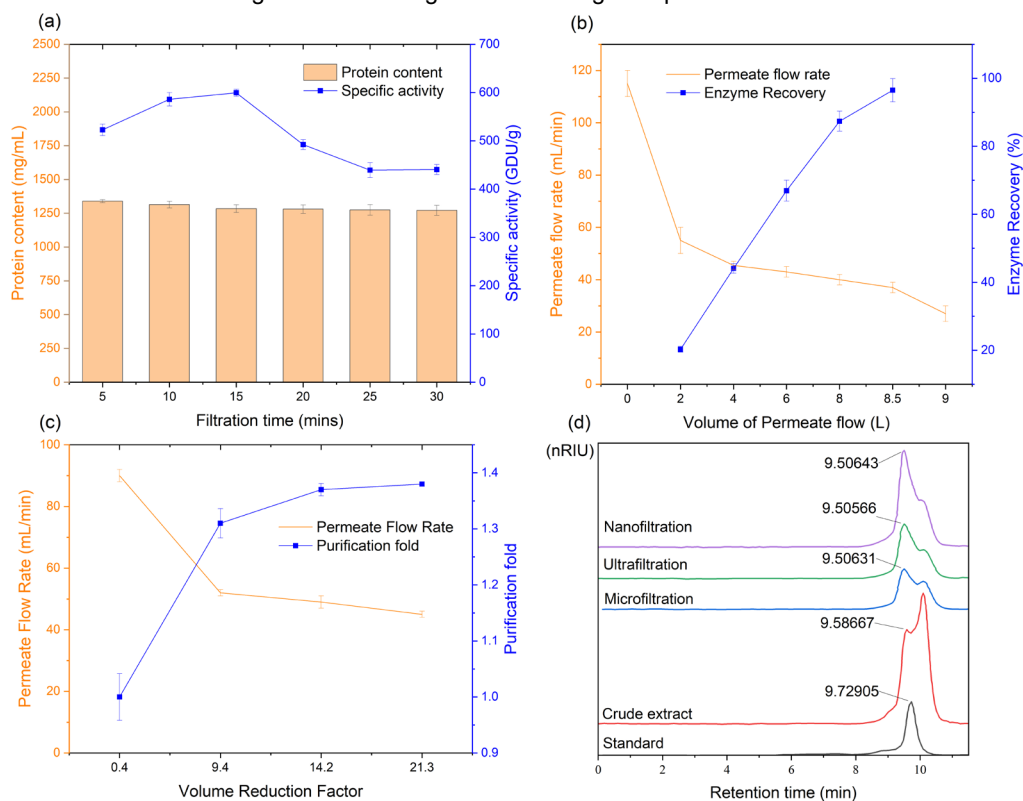 (a)
Protein content (mg/mL)
2500
2250
2000
1750
1500
1250
1000
750
500
250
0
Protein content
Specific activity
700
600
500
400
300
200
100
0
Specific activity (GDU/g)
5 10 15 20 25 30
Filtration time (mins)
(b)
Permeate flow rate (mL/min)
120
100
80
60
40
20
0
Permeate flow rate
Enzyme Recovery
100
80
60
40
20
Enzyme Recovery (%)
0 2 4 6 8 8.5 9
Volume of Permeate flow (L)
(c)
Permeate Flow Rate (mL/min)
100
80
60
40
20
0
Permeate Flow Rate
Purification fold
1.4
1.3
1.2
1.1
1.0
0.9
Purification fold
0.4 9.4 14.2 21.3
Volume Reduction Factor
(d)
(nRIU)
9.50643
Nanofiltration
9.50566
Ultrafiltration
9.50631
Microfiltration
9.58667
Crude extract
9.72905
Standard
0 2 4 6 8 10
Retention time (min)